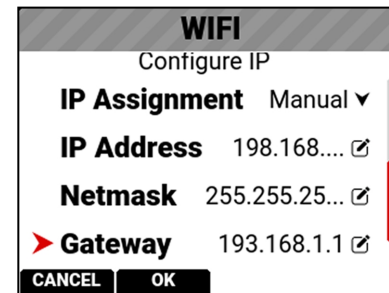 WIFI
Configure IP
IP Assignment Manual
IP Address 198.168....
Netmask 255.255.25...
Gateway 193.168.1.1
CANCEL OK